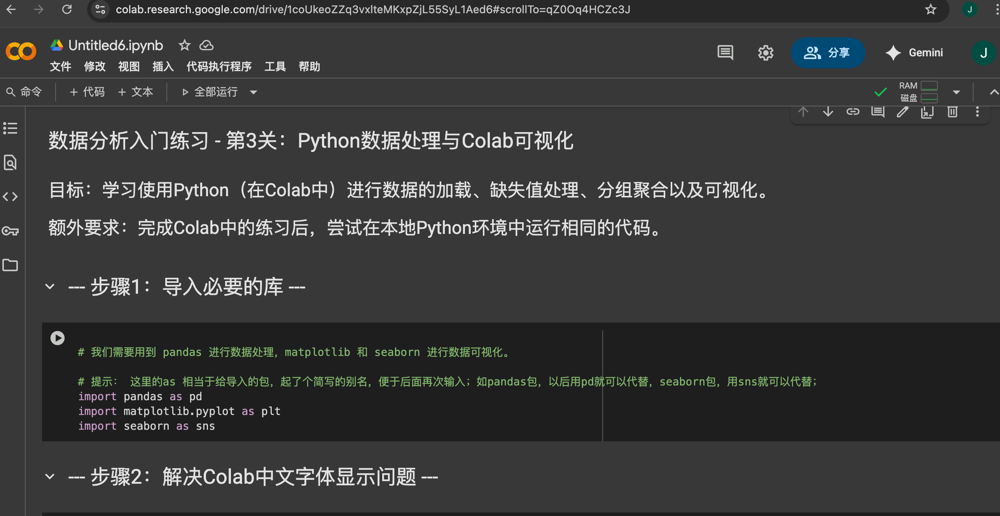 colab.research.google.com/drive/1coUkeoZZq3vxlteMKxpZjL55SyL1Aed6#scrollTo=qZ0Oq4HCZc3J
J
Untitled6.ipynb
文件 修改 视图 插入 代码执行程序 工具 帮助
分享
Gemini
J
命令 + 代码 + 文本 全部运行
RAM
磁盘
数据分析入门练习 - 第3关：Python数据处理与Colab可视化
目标：学习使用Python（在Colab中）进行数据的加载、缺失值处理、分组聚合以及可视化。
额外要求：完成Colab中的练习后，尝试在本地Python环境中运行相同的代码。
--- 步骤1：导入必要的库 ---
# 我们需要用到 pandas 进行数据处理，matplotlib 和 seaborn 进行数据可视化。
# 提示： 这里的as 相当于给导入的包，起了个简写的别名，便于后面再次输入；如pandas包，以后用pd就可以代替，seaborn包，用sns就可以代替；
import pandas as pd
import matplotlib.pyplot as plt
import seaborn as sns
--- 步骤2：解决Colab中文字体显示问题 ---